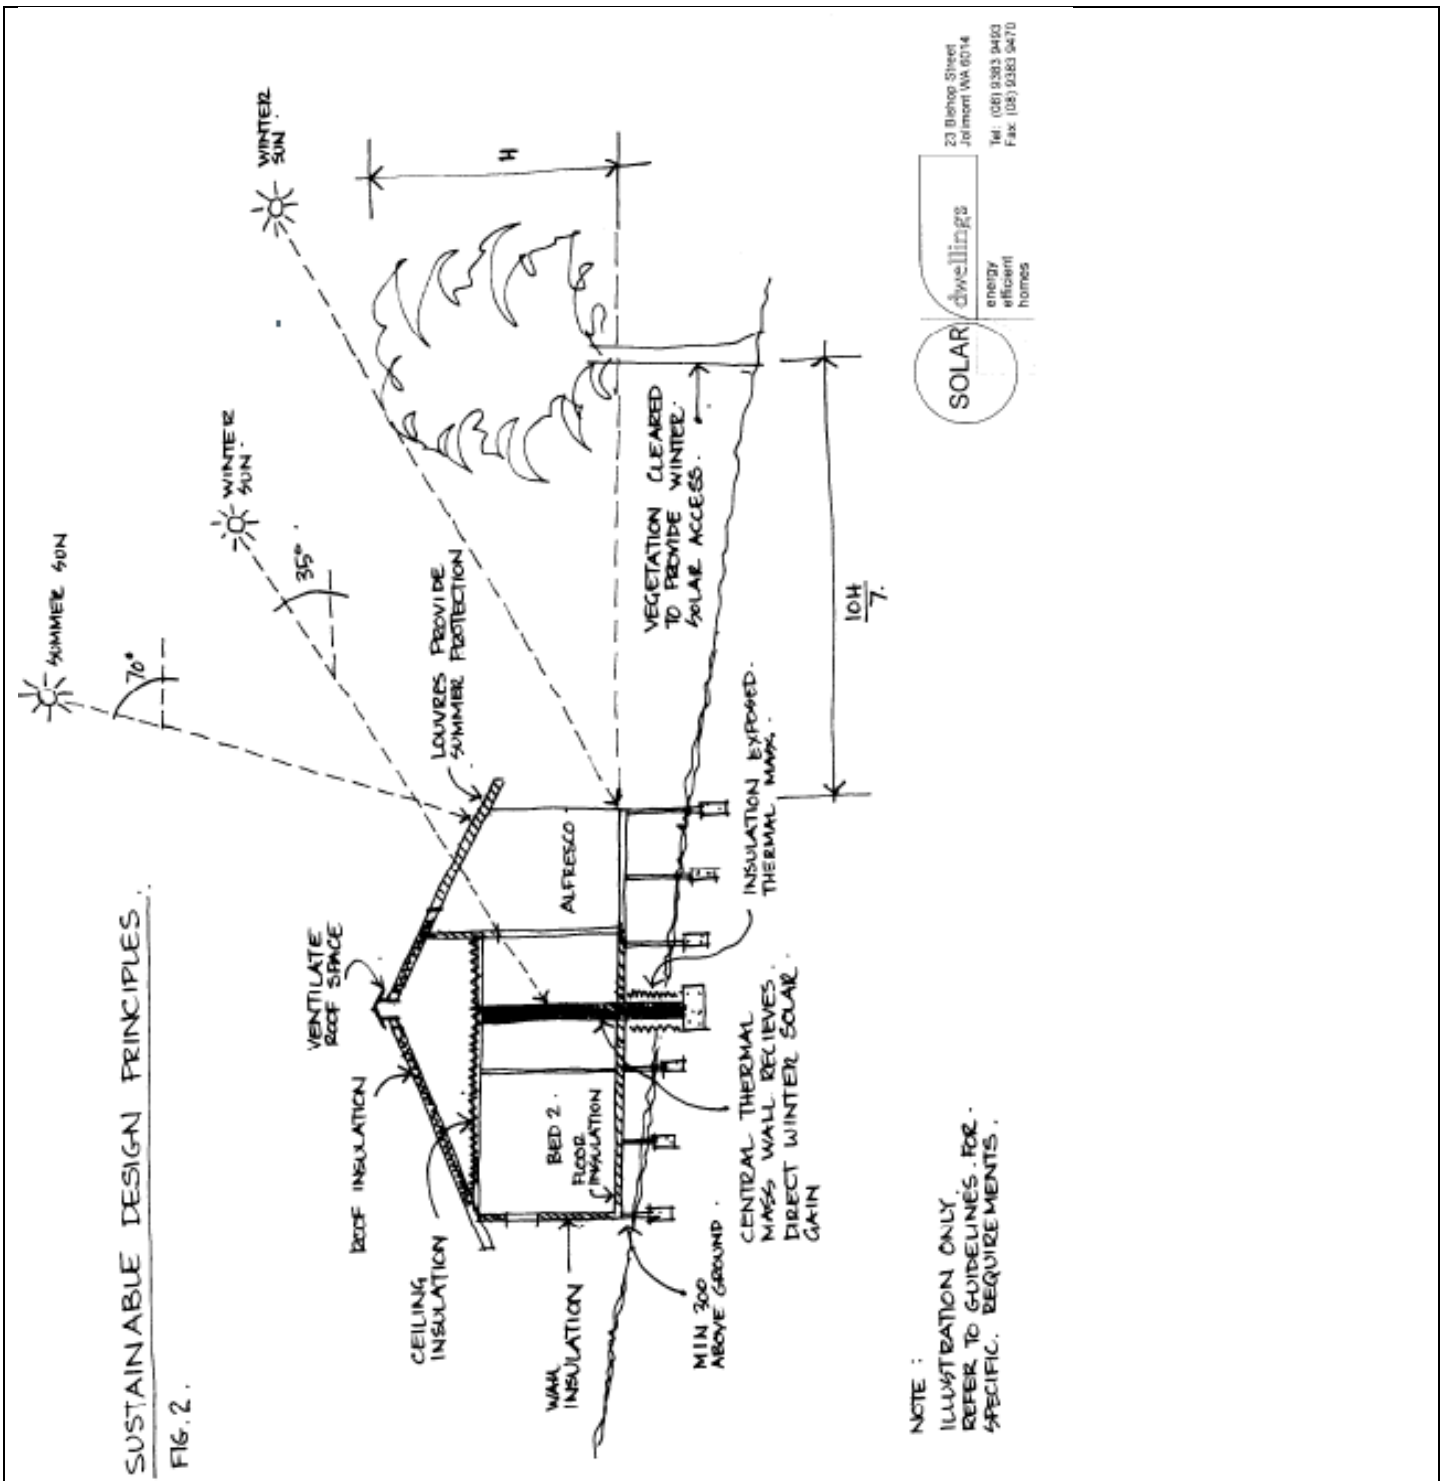 SUSTAINABLE DESIGN PRINCIPLES.
FIG. 2.
SUMMER SUN
70°
WINTER
SUN.
35°.
WINTER
SUN.
VENTILATE
ROOF SPACE
LOUVRES PROVIDE
SUMMER PROTECTION
H
ROOF INSULATION
CEILING
INSULATION
WALL
INSULATION
BED 2.
FLOOR
INSULATION
ALFRESCO
VEGETATION CLEARED
TO PROVIDE WINTER.
SOLAR ACCESS.
MIN 300
ABOVE GROUND.
CENTRAL THERMAL
MASS WALL RECIEVES.
DIRECT WINTER SOLAR.
GAIN
INSULATION EXPOSED.
THERMAL MASS.
10H
7.
NOTE:
ILLUSTRATION ONLY.
REFER TO GUIDELINES. FOR.
SPECIFIC. REQUIREMENTS.
SOLAR dwellings
energy
efficient
homes
23 Bishop Street
Jolimont WA 6014
Tel: (08) 9383 9493
Fax: (08) 9383 9470